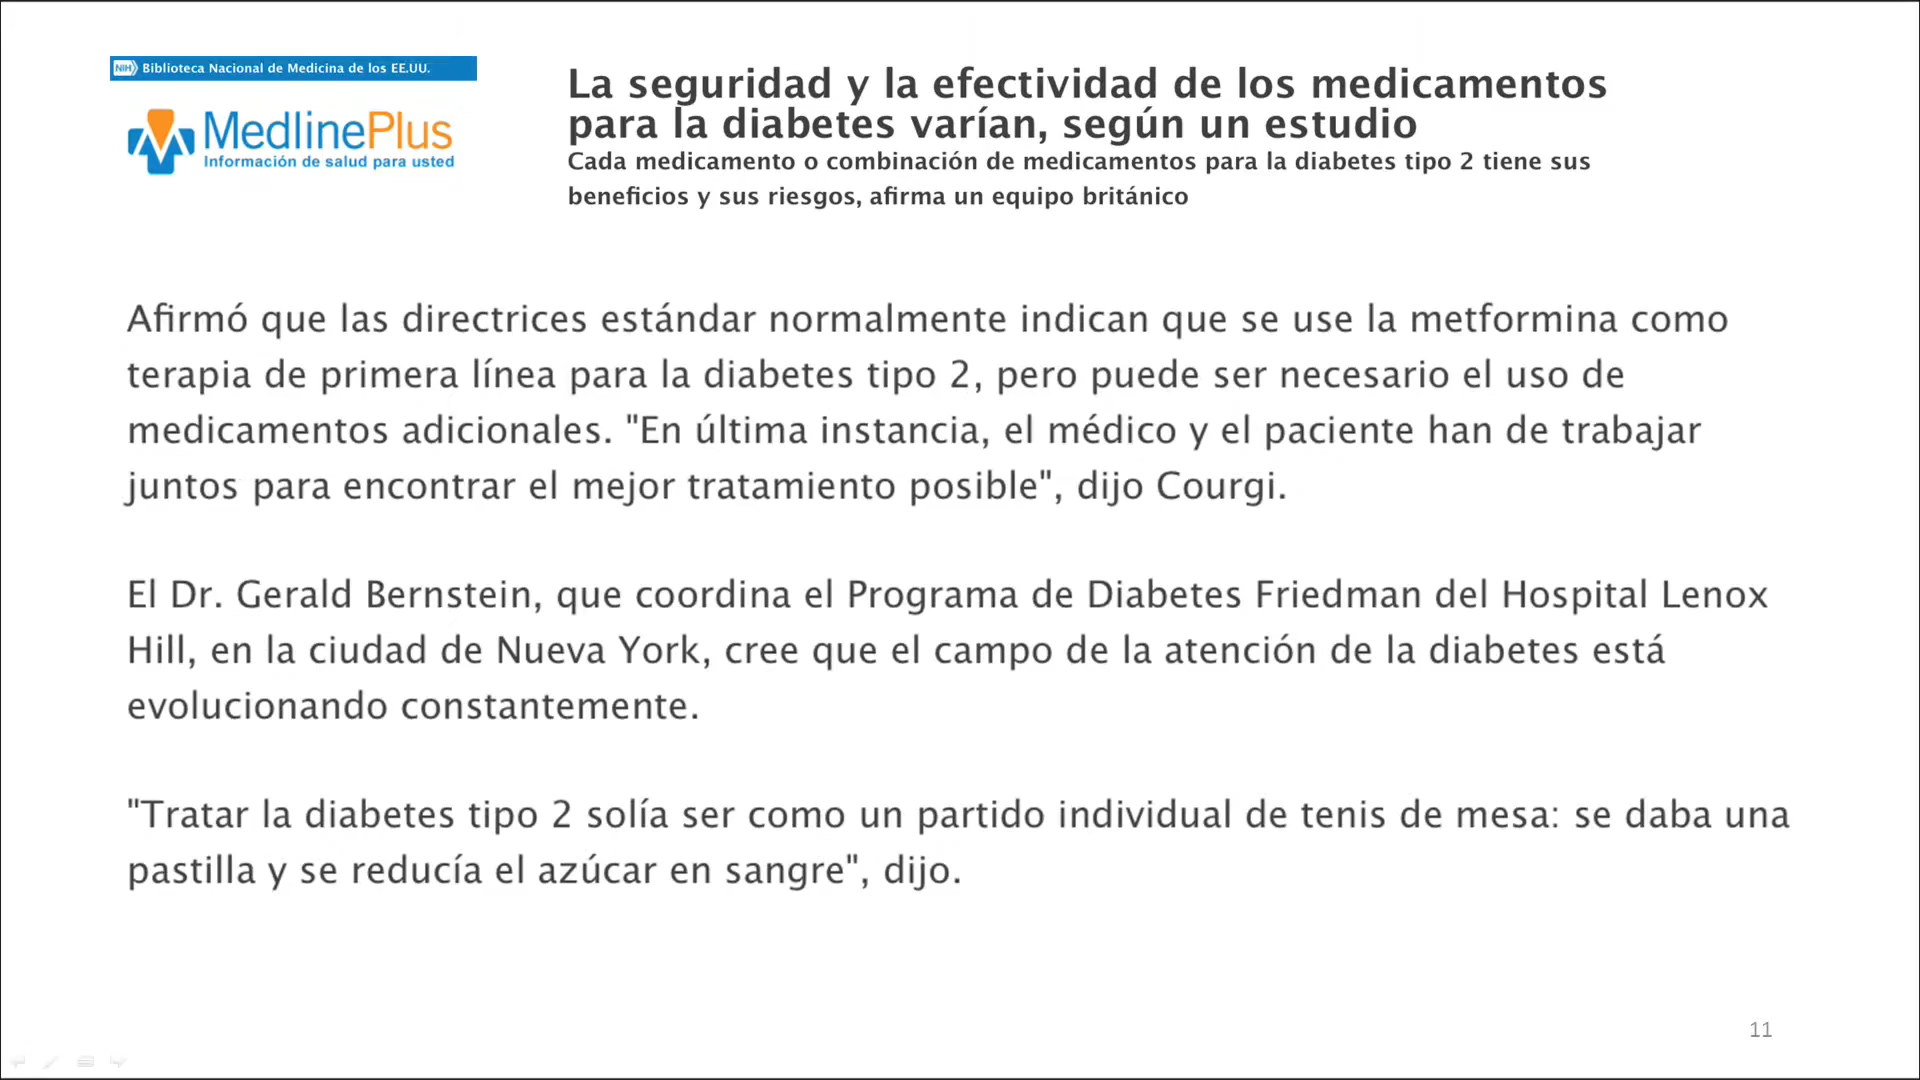 NIH Biblioteca Nacional de Medicina de los EE.UU.
MedlinePlus
Información de salud para usted
La seguridad y la efectividad de los medicamentos
para la diabetes varían, según un estudio
Cada medicamento o combinación de medicamentos para la diabetes tipo 2 tiene sus
beneficios y sus riesgos, afirma un equipo británico
Afirmó que las directrices estándar normalmente indican que se use la metformina como
terapia de primera línea para la diabetes tipo 2, pero puede ser necesario el uso de
medicamentos adicionales. "En última instancia, el médico y el paciente han de trabajar
juntos para encontrar el mejor tratamiento posible", dijo Courgi.
El Dr. Gerald Bernstein, que coordina el Programa de Diabetes Friedman del Hospital Lenox
Hill, en la ciudad de Nueva York, cree que el campo de la atención de la diabetes está
evolucionando constantemente.
"Tratar la diabetes tipo 2 solía ser como un partido individual de tenis de mesa: se daba una
pastilla y se reducía el azúcar en sangre", dijo.
11